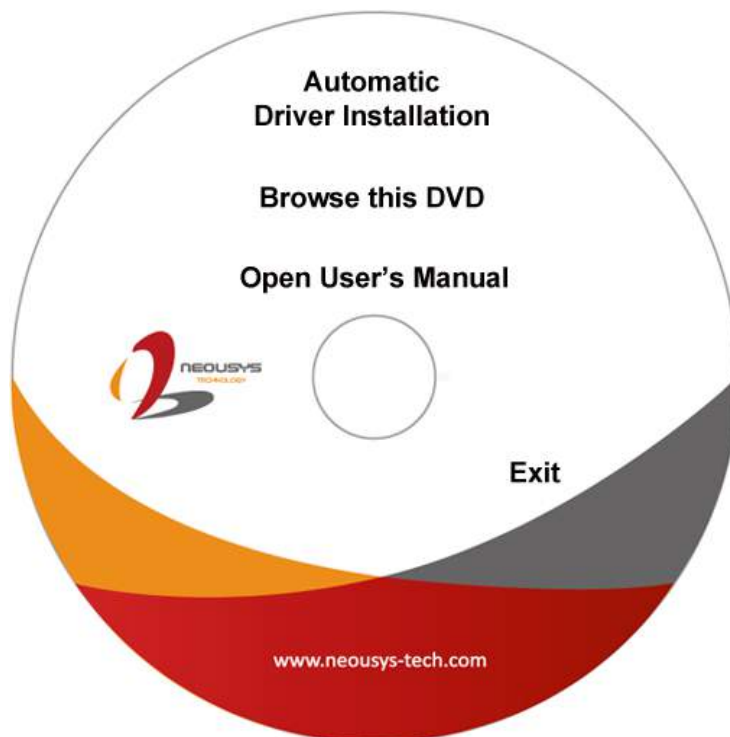 Automatic
Driver Installation
Browse this DVD
Open User's Manual
NEOUSYS
TECHNOLOGY
Exit
www.neousys-tech.com